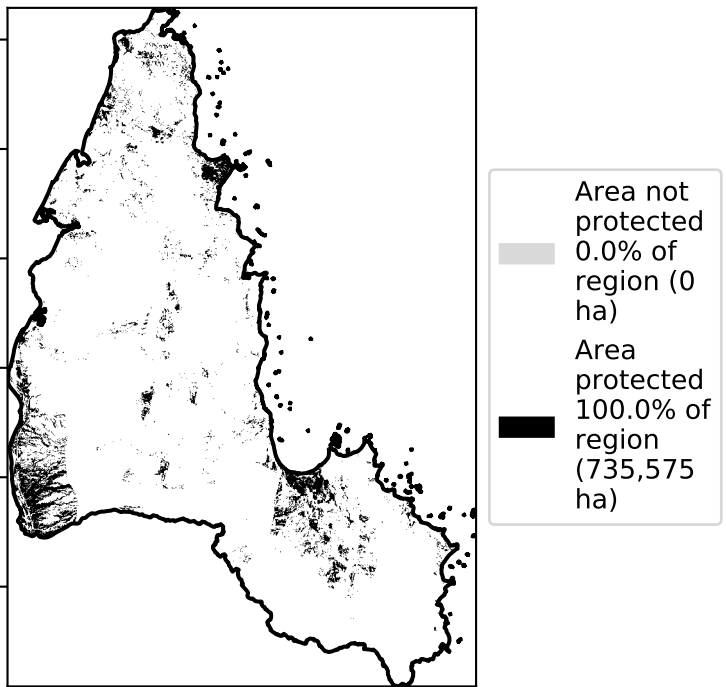 Area not
protected
0.0% of
region (0
ha)
Area
protected
100.0% of
region
(735,575
ha)